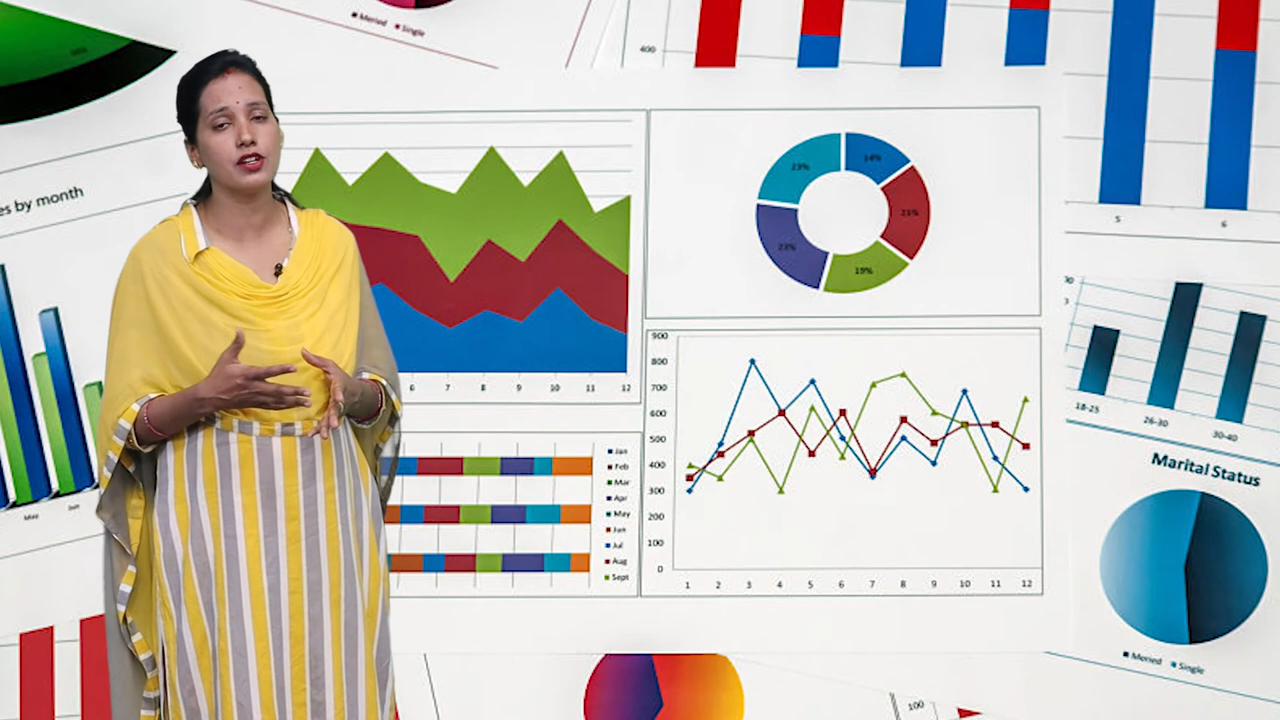 Meried Single
400
5 6
es by month
14%
21%
19%
23%
23%
6 7 8 9 10 11 12
May Jun
Jan
Feb
Mar
Apr
May
Jun
Jul
Aug
Sept
900
800
700
600
500
400
300
200
100
0
1 2 3 4 5 6 7 8 9 10 11 12
18-25 26-30 30-40
Marital Status
Meried Single
100